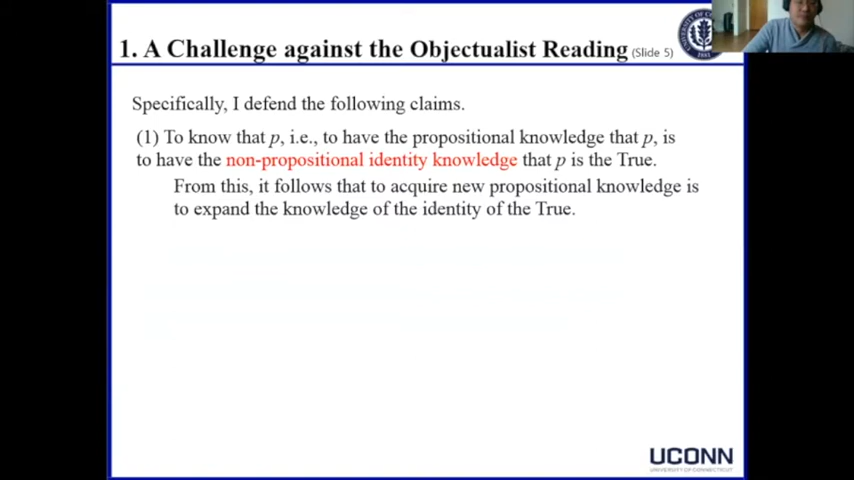 1. A Challenge against the Objectualist Reading (Slide 5)
Specifically, I defend the following claims.
(1) To know that p, i.e., to have the propositional knowledge that p, is
to have the non-propositional identity knowledge that p is the True.
From this, it follows that to acquire new propositional knowledge is
to expand the knowledge of the identity of the True.
UCONN
UNIVERSITY OF CONNECTICUT